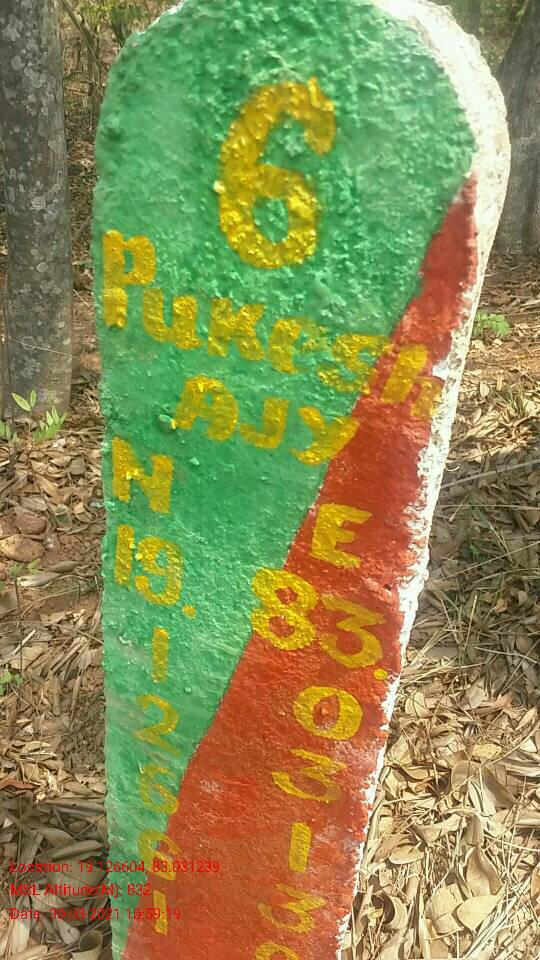 6
Pukesh
AJY
N
19.
1
2
6
6
1
E
83.
0
3
1
3
Location: 19.126604, 83.031239
MSL Altitude(M): 832
Date: 30-03-2021 10:59:19